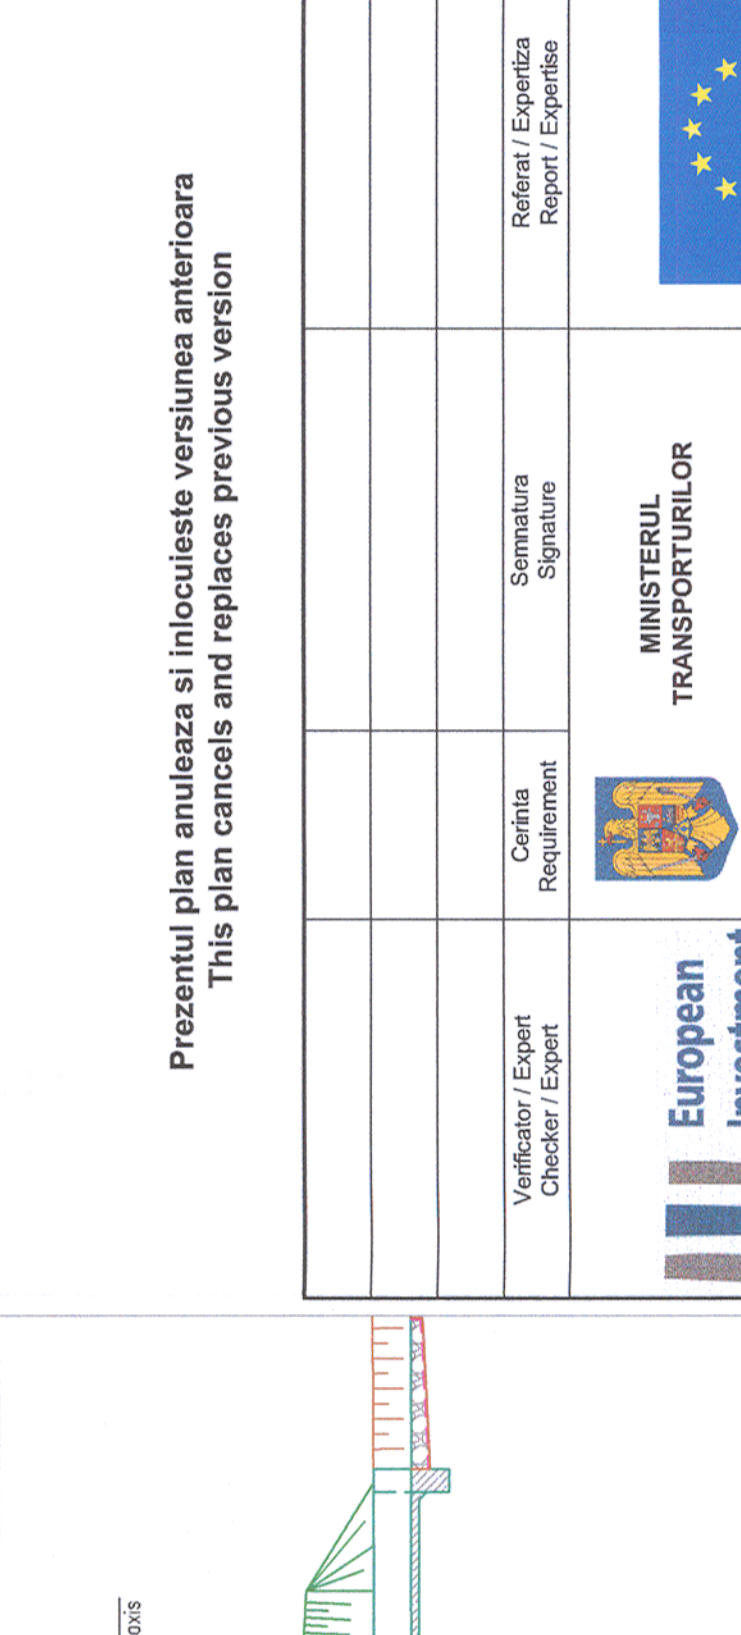 Prezentul plan anuleaza si inlocuieste versiunea anterioara
This plan cancels and replaces previous version
Verificator / Expert
Checker / Expert
Cerinta
Requirement
Semnatura
Signature
Referat / Expertiza
Report / Expertise
European
MINISTERUL
TRANSPORTURILOR